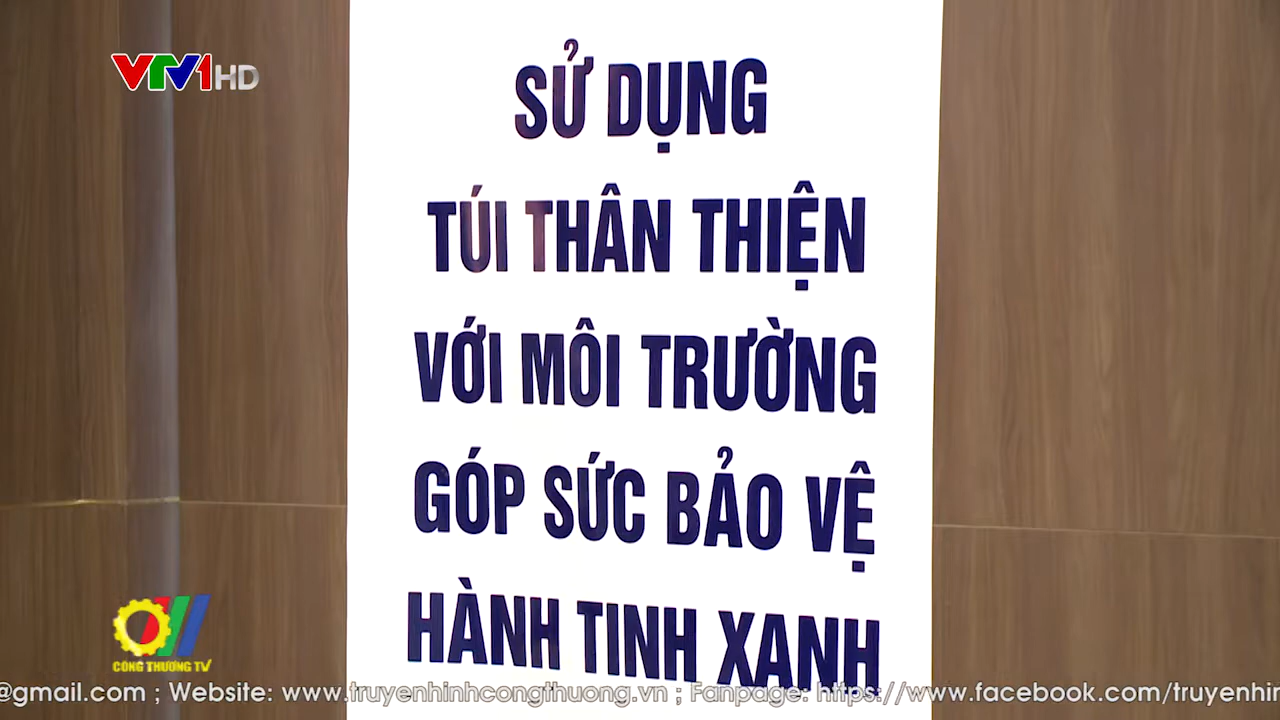 VTV1HD
SỬ DỤNG
TÚI THÂN THIỆN
VỚI MÔI TRƯỜNG
GÓP SỨC BẢO VỆ
HÀNH TINH XANH
CÔNG THƯƠNG TV
@gmail.com ; Website: www.truyenhinhcongthuong.vn ; Fanpage: https://www.facebook.com/truyenhin